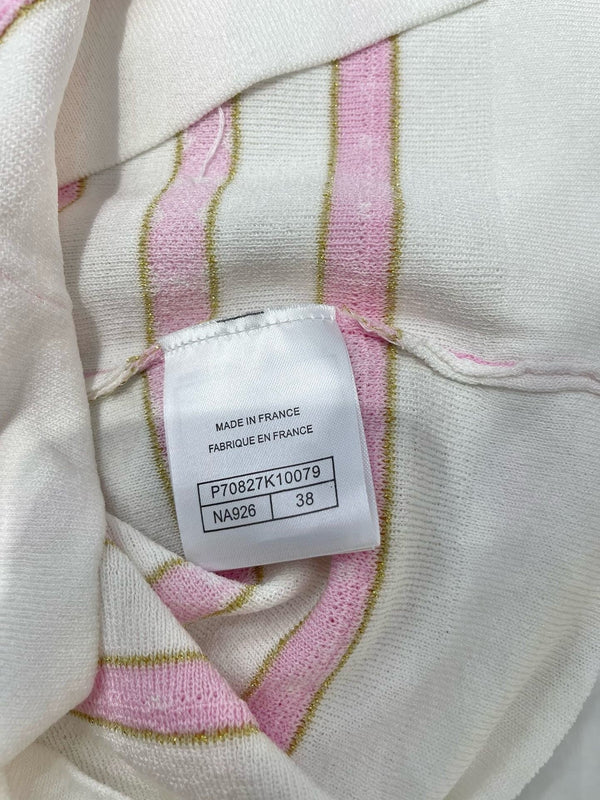 MADE IN FRANCE
FABRIQUE EN FRANCE
P70827K10079
NA926 38